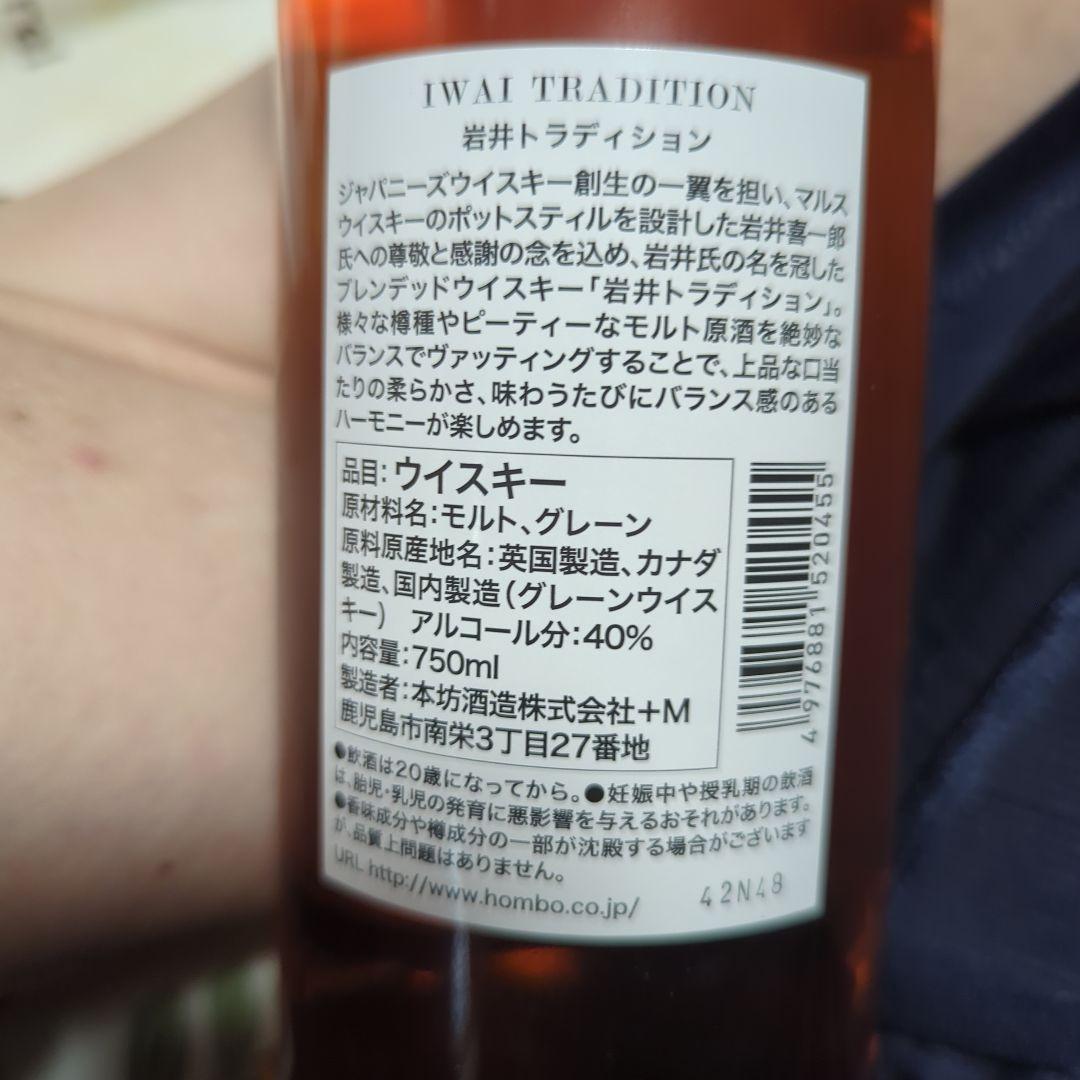 IWAI TRADITION
岩井トラディション
ジャパニーズウイスキー創生の一翼を担い、マルス
ウイスキーのポットスティルを設計した岩井喜一郎
氏への尊敬と感謝の念を込め、岩井氏の名を冠した
ブレンデッドウイスキー「岩井トラディション」。
様々な樽種やピーティーなモルト原酒を絶妙な
バランスでヴァッティングすることで、上品な口当
たりの柔らかさ、味わうたびにバランス感のある
ハーモニーが楽しめます。
品目：ウイスキー
原材料名：モルト、グレーン
原料原産地名：英国製造、カナダ
製造、国内製造（グレーンウイス
キー） アルコール分：40%
内容量：750ml
製造者：本坊酒造株式会社＋M
鹿児島市南栄3丁目27番地
4 976881 520455
●飲酒は20歳になってから。●妊娠中や授乳期の飲酒
は、胎児・乳児の発育に悪影響を与えるおそれがあります。
●香味成分や樽成分の一部が沈殿する場合がございます
が、品質上問題はありません。
URL http://www.hombo.co.jp/
42N48